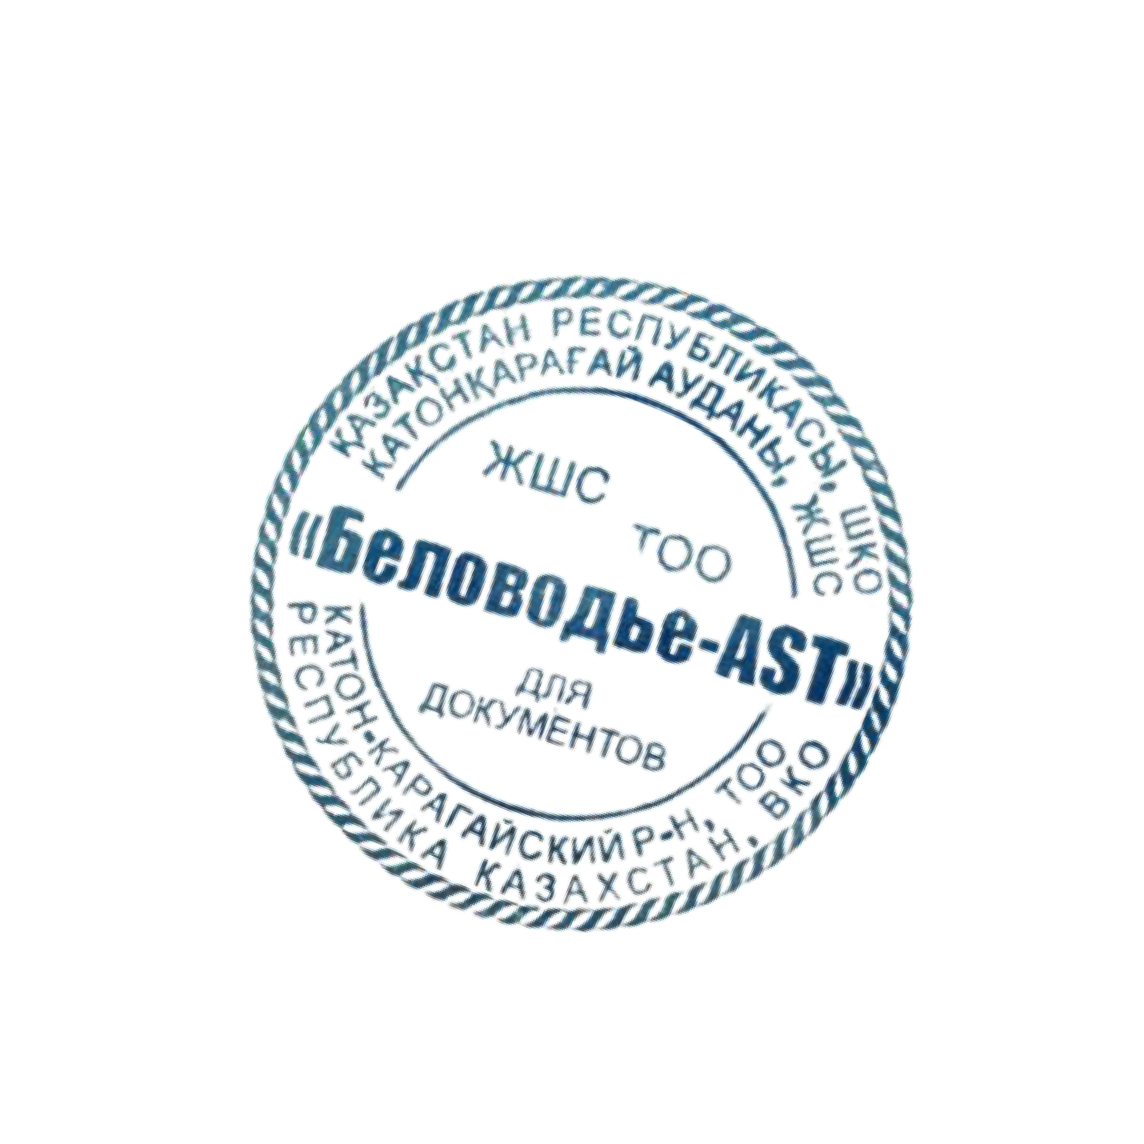 ҚАЗАҚСТАН РЕСПУБЛИКАСЫ, ШҚО
КАТОНҚАРАҒАЙ АУДАНЫ, ЖШС
ЖШС
ТОО
«Беловодье-AST»
ДЛЯ
ДОКУМЕНТОВ
КАТОН-КАРАГАЙСКИЙ Р-Н, ТОО
РЕСПУБЛИКА КАЗАХСТАН, ВКО